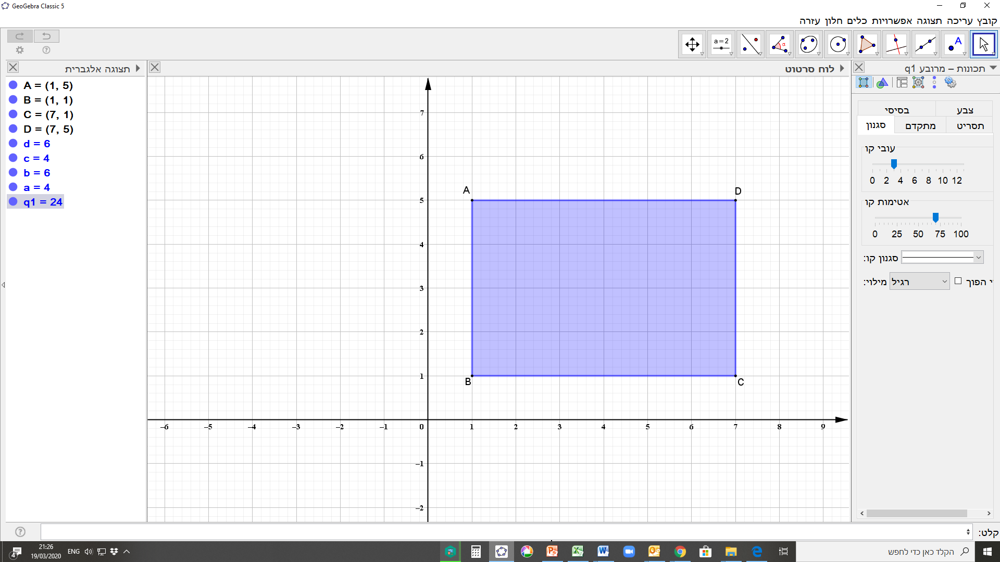 GeoGebra Classic 5
קובץ עריכה תצוגה אפשרויות כלים חלון עזרה
a=2
α
A
תצוגה אלגברית
A = (1, 5)
B = (1, 1)
C = (7, 1)
D = (7, 5)
d = 6
c = 4
b = 6
a = 4
q1 = 24
לוח סרטוט
7
6
5
4
3
2
1
–1
–2
–6 –5 –4 –3 –2 –1 0 1 2 3 4 5 6 7 8 9
A
D
B
C
תכונות – מרובע q1
בסיסי צבע
סגנון מתקדם תסריט
עובי קו
0 2 4 6 8 10 12
אטימות קו
0 25 50 75 100
סגנון קו:
מילוי: רגיל
הפוך
קלט:
4
21:26
19/03/2020
ENG
הקלד כאן כדי לחפש